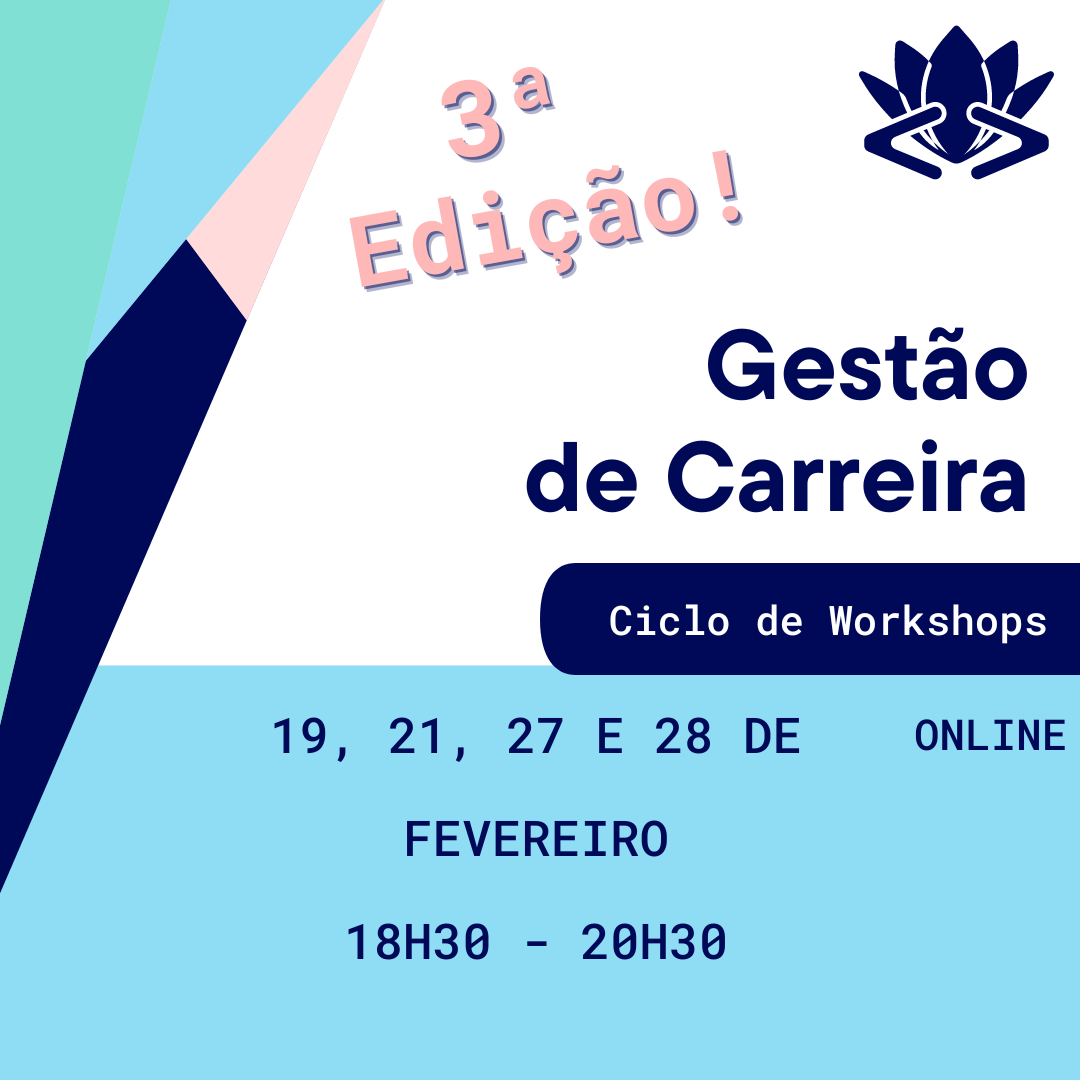 3ª
Edição!
Gestão
de Carreira
Ciclo de Workshops
19, 21, 27 E 28 DE
FEVEREIRO
18H30 - 20H30
ONLINE